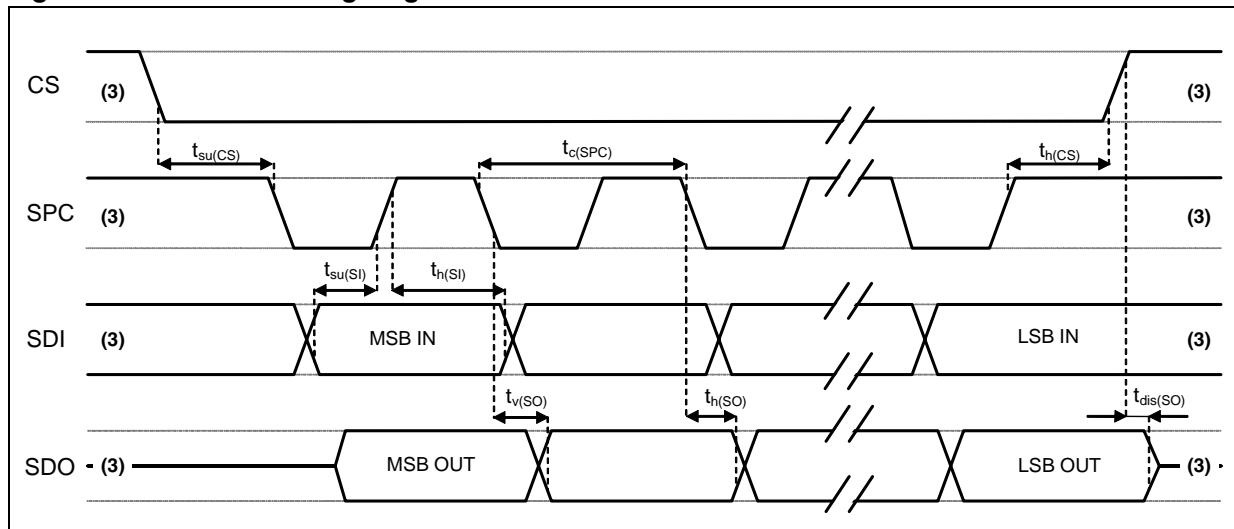 CS (3) (3)
t_su(CS) t_c(SPC) t_h(CS)
SPC (3) (3)
t_su(SI) t_h(SI)
SDI (3) MSB IN LSB IN (3)
t_v(SO) t_h(SO) t_dis(SO)
SDO (3) MSB OUT LSB OUT (3)